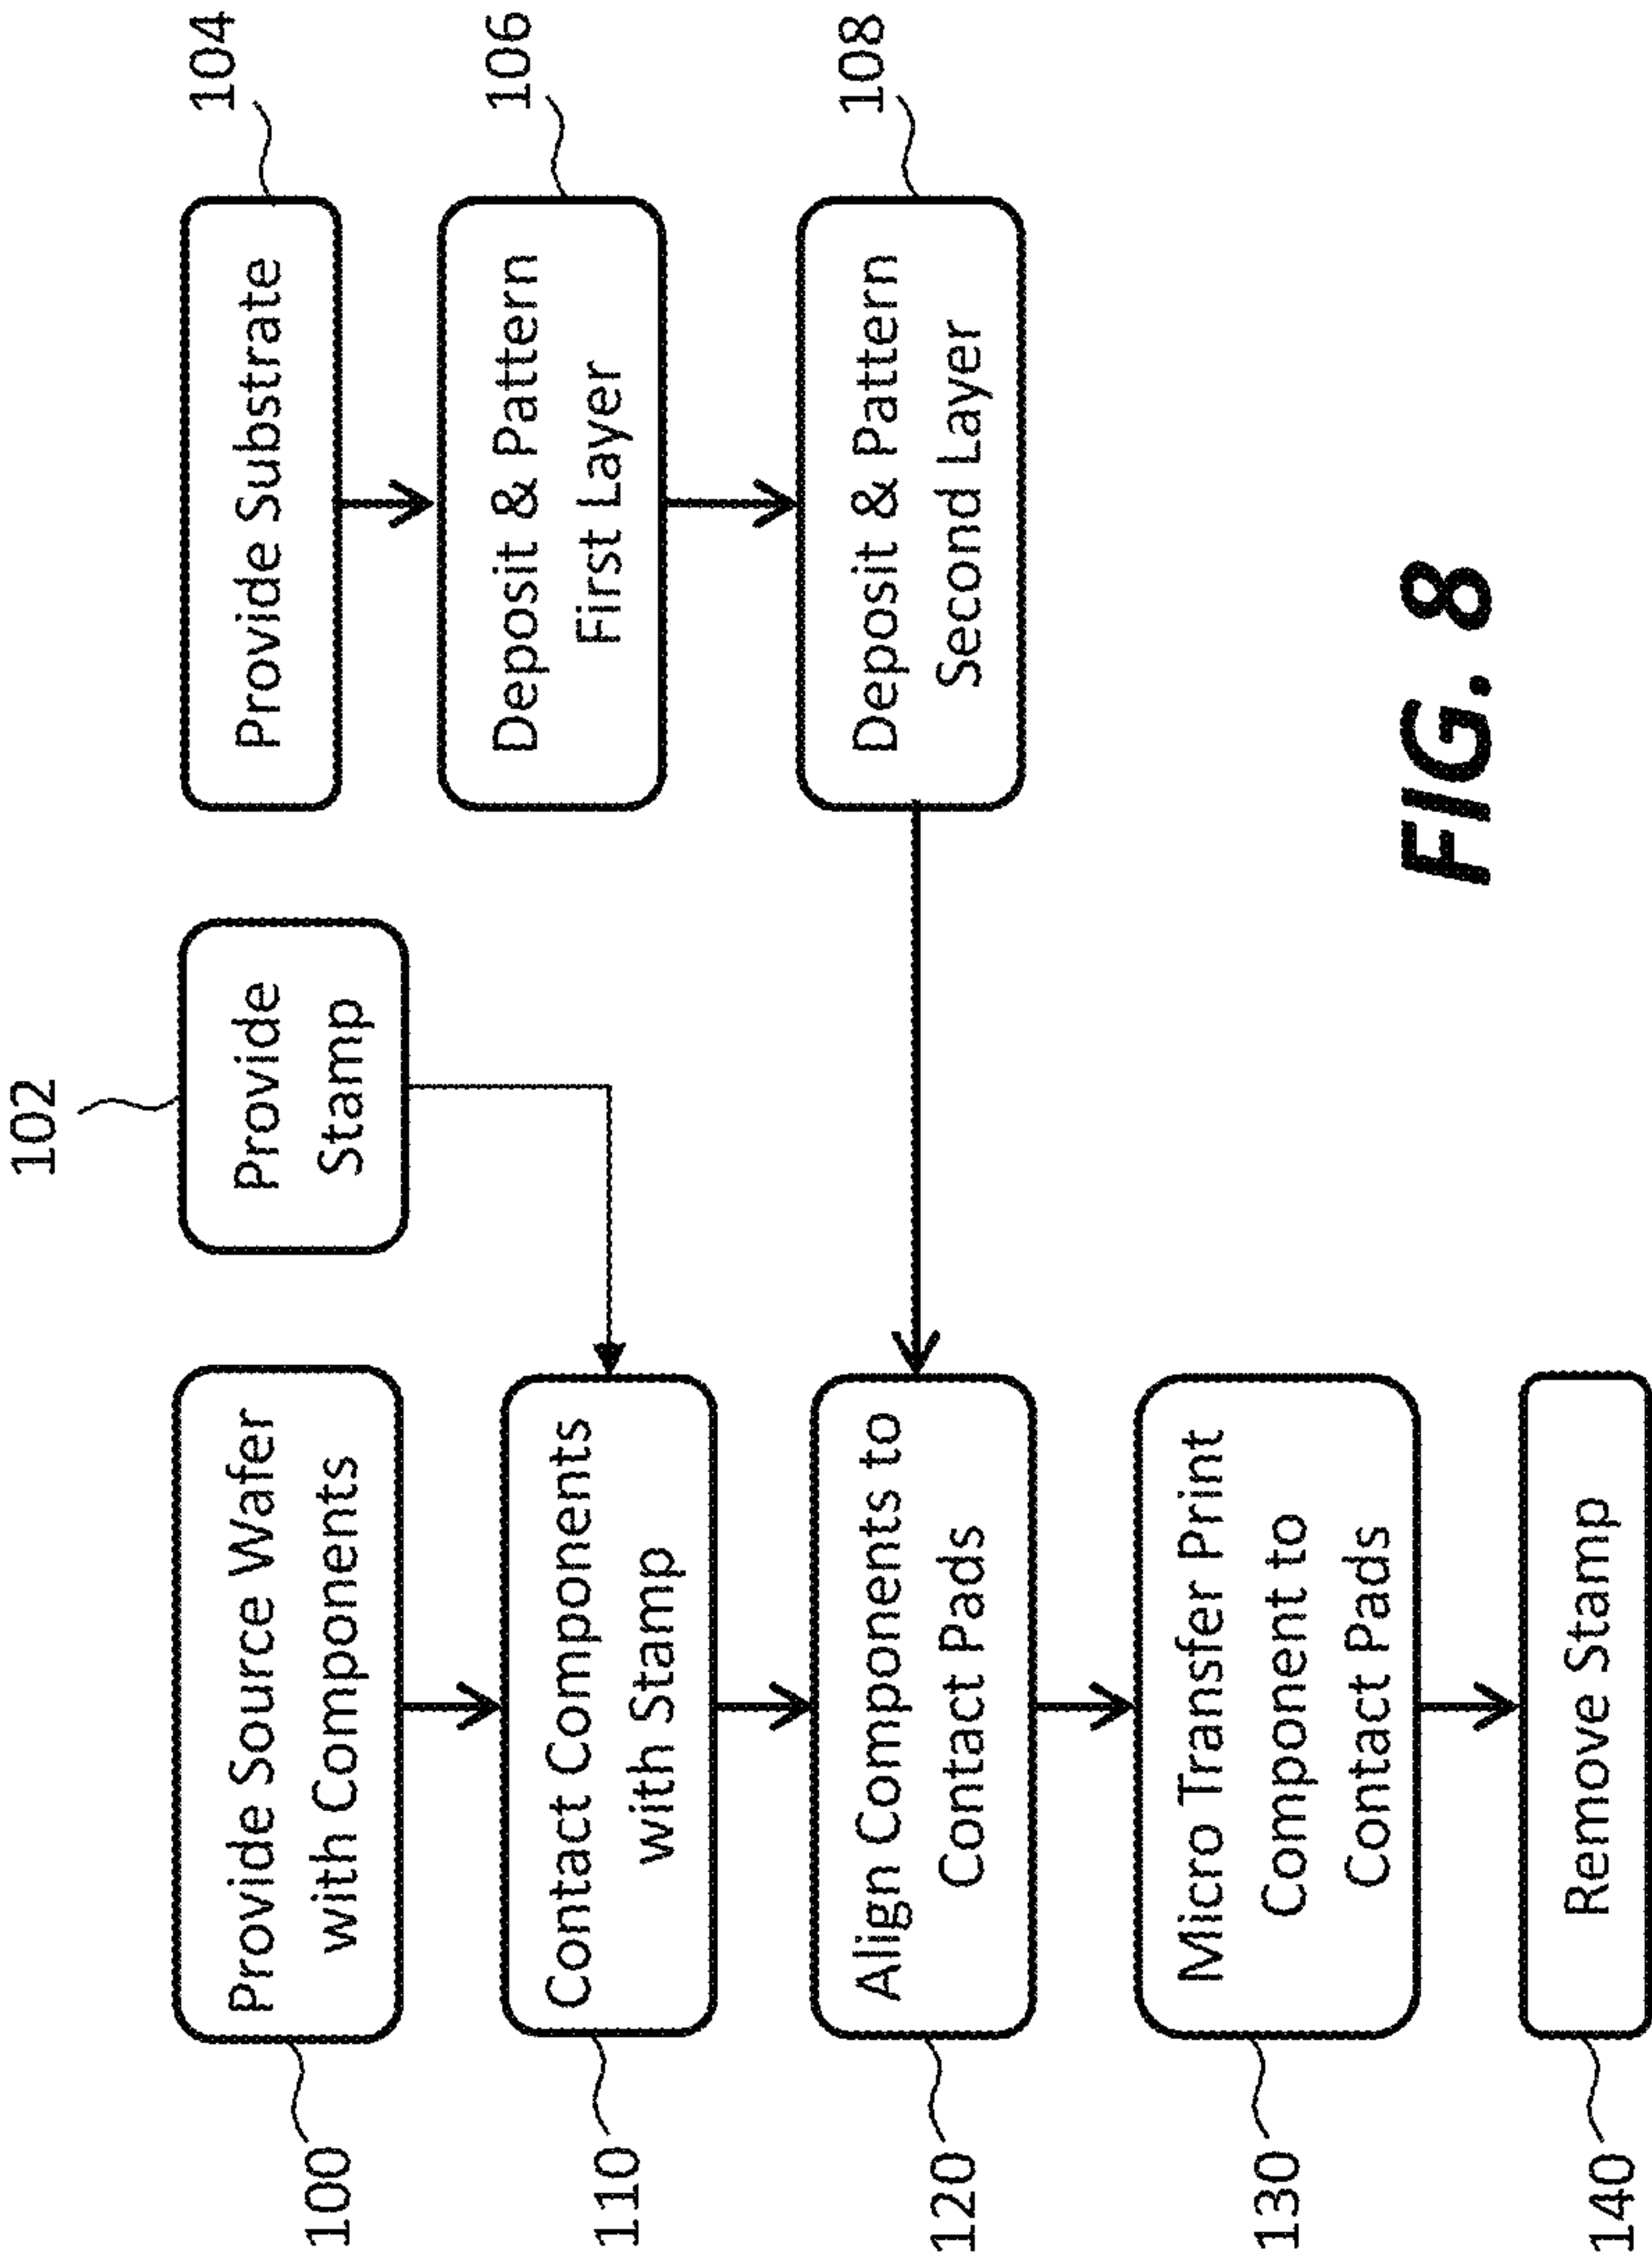 102
104
Provide Source Wafer
with Components
Provide
Stamp
Provide Substrate
100
106
Contact Components
with Stamp
Deposit & Pattern
First Layer
110
108
Align Components to
Contact Pads
Deposit & Pattern
Second Layer
120
Micro Transfer Print
Component to
Contact Pads
130
FIG. 8
Remove Stamp
140